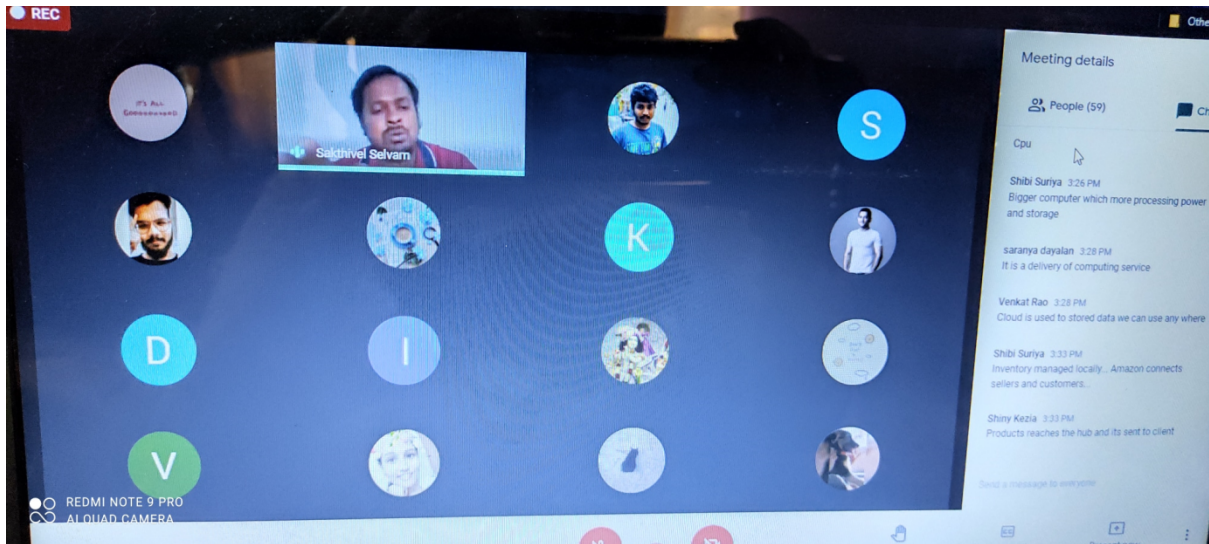 REC
Othe
Meeting details
People (59)
Ch
IT'S ALL
GOOOOOOOOD
Sakthivel Selvam
S
K
D
I
V
Cpu
Shibi Suriya 3:26 PM
Bigger computer which more processing power
and storage
saranya dayalan 3:28 PM
It is a delivery of computing service
Venkat Rao 3:28 PM
Cloud is used to stored data we can use any where
Shibi Suriya 3:33 PM
Inventory managed locally... Amazon connects
sellers and customers...
Shiny Kezia 3:33 PM
Products reaches the hub and its sent to client
Send a message to everyone
REDMI NOTE 9 PRO
AI QUAD CAMERA